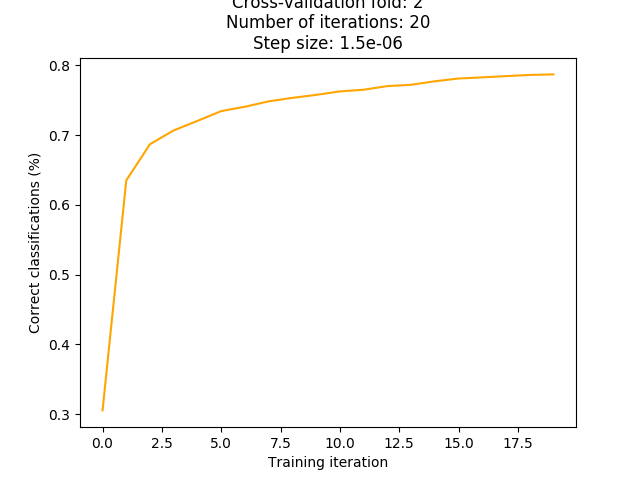 Cross-validation fold: 2
Number of iterations: 20
Step size: 1.5e-06
0.8
0.7
0.6
0.5
0.4
0.3
Correct classifications (%)
0.0 2.5 5.0 7.5 10.0 12.5 15.0 17.5
Training iteration